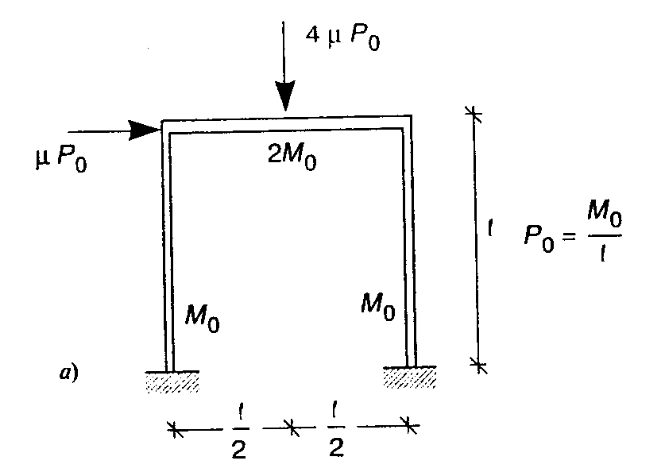 4 μ P₀
μ P₀
2M₀
l
P₀ = M₀/l
M₀
M₀
a)
l/2
l/2